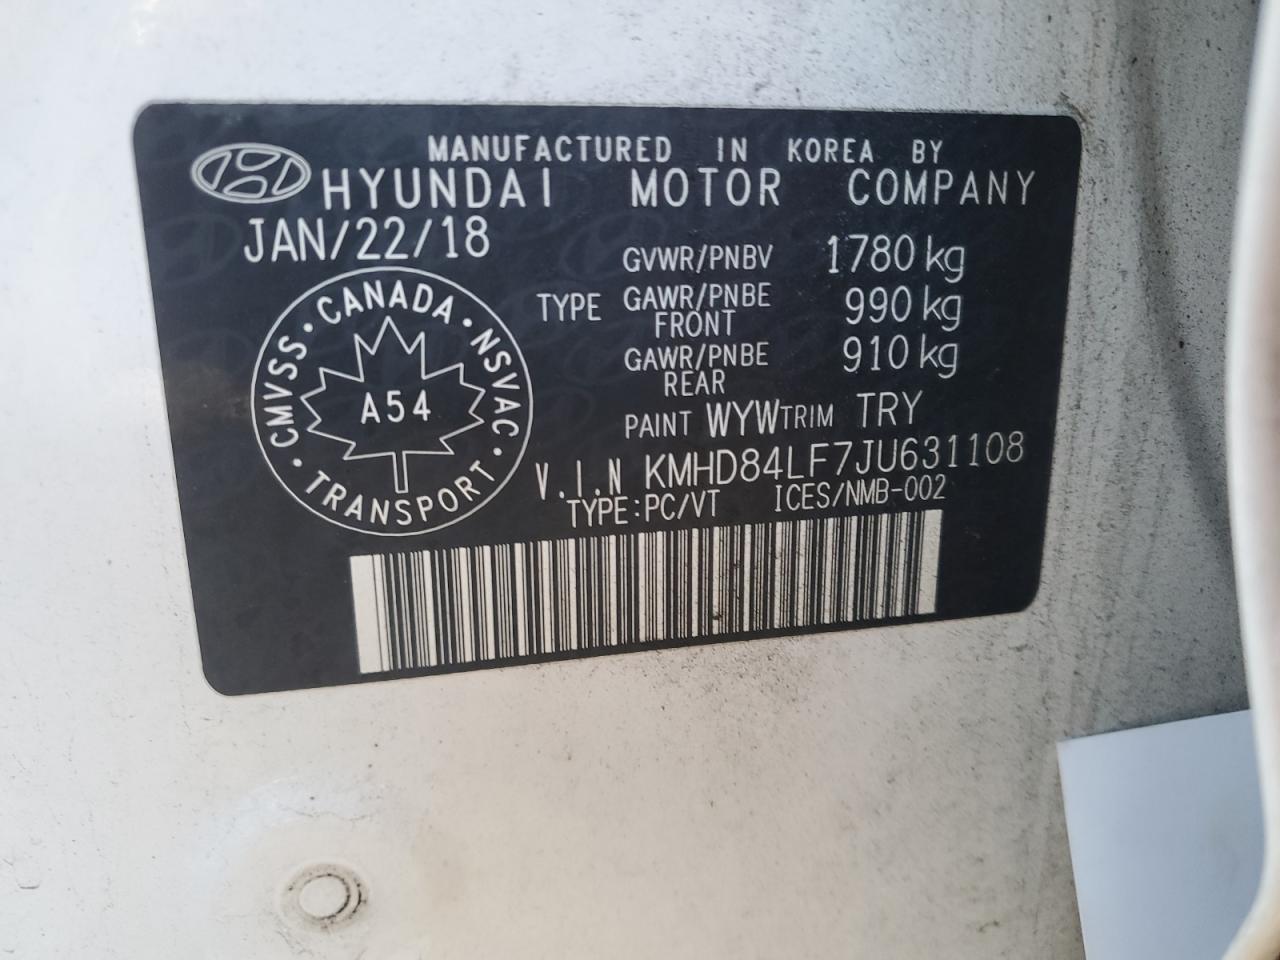 MANUFACTURED IN KOREA BY
HYUNDAI MOTOR COMPANY
JAN/22/18
GVWR/PNBV 1780 kg
TYPE GAWR/PNBE FRONT 990 kg
GAWR/PNBE REAR 910 kg
PAINT WYW TRIM TRY
V.I.N KMHD84LF7JU631108
TYPE:PC/VT ICES/NMB-002
CMVSS · CANADA · NSVAC · TRANSPORT ·
A54